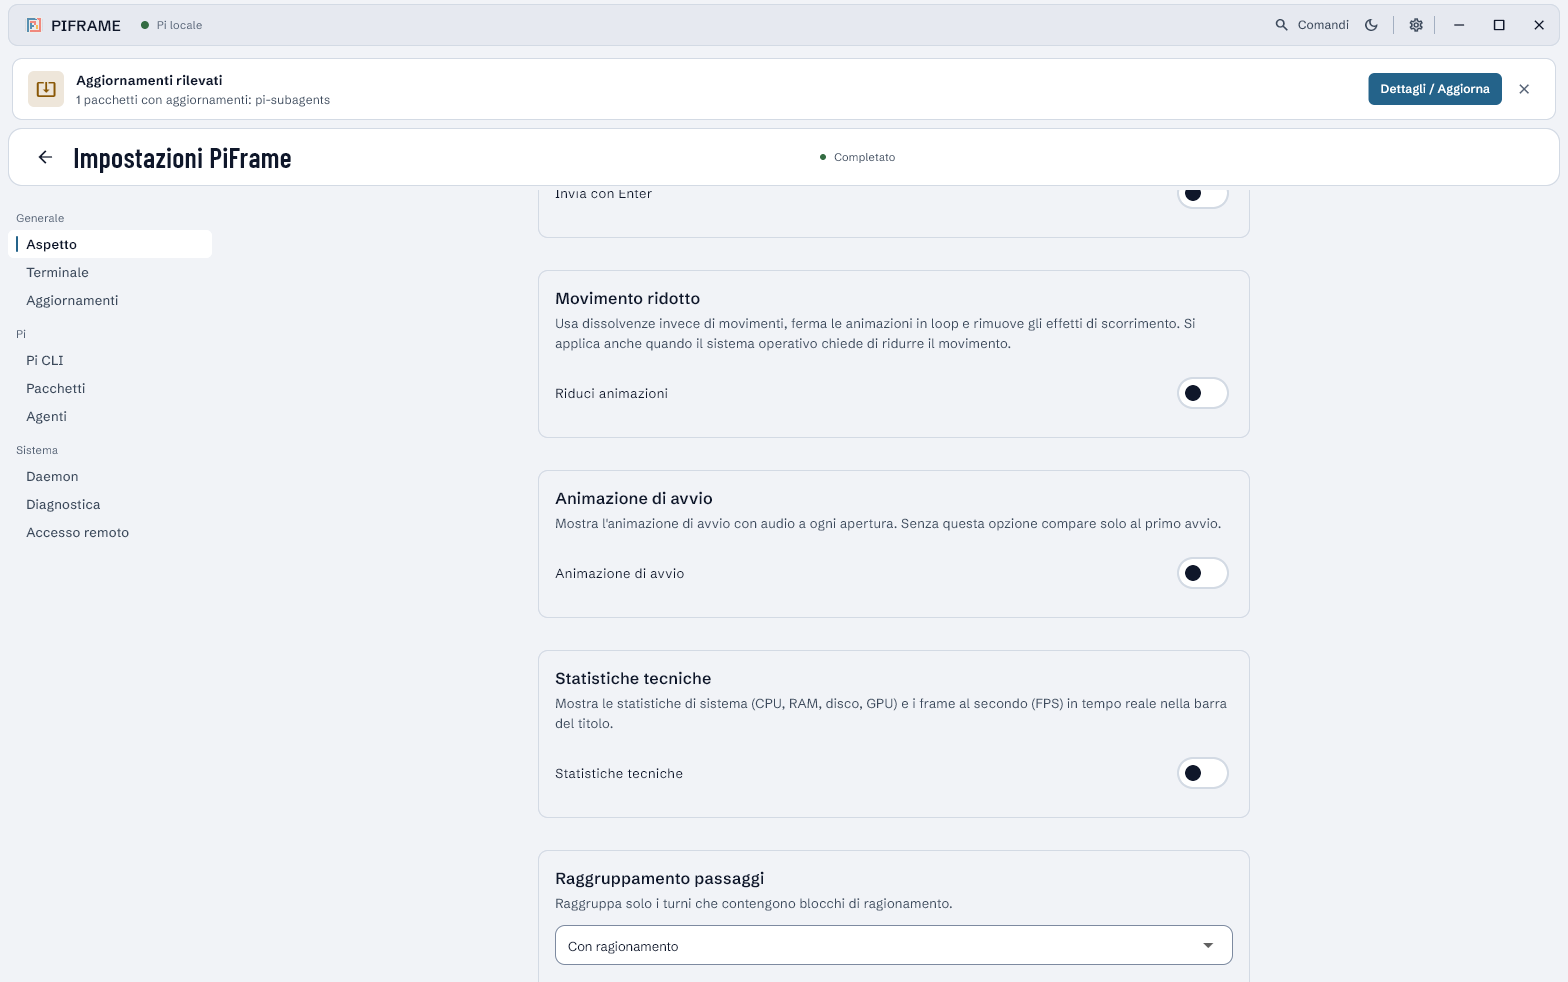 PIFRAME
Pi locale
Comandi
Aggiornamenti rilevati
1 pacchetti con aggiornamenti: pi-subagents
Dettagli / Aggiorna
Impostazioni PiFrame
Completato
Generale
Aspetto
Terminale
Aggiornamenti
Pi
Pi CLI
Pacchetti
Agenti
Sistema
Daemon
Diagnostica
Accesso remoto
Invia con Enter
Movimento ridotto
Usa dissolvenze invece di movimenti, ferma le animazioni in loop e rimuove gli effetti di scorrimento. Si
applica anche quando il sistema operativo chiede di ridurre il movimento.
Riduci animazioni
Animazione di avvio
Mostra l'animazione di avvio con audio a ogni apertura. Senza questa opzione compare solo al primo avvio.
Animazione di avvio
Statistiche tecniche
Mostra le statistiche di sistema (CPU, RAM, disco, GPU) e i frame al secondo (FPS) in tempo reale nella barra
del titolo.
Statistiche tecniche
Raggruppamento passaggi
Raggruppa solo i turni che contengono blocchi di ragionamento.
Con ragionamento